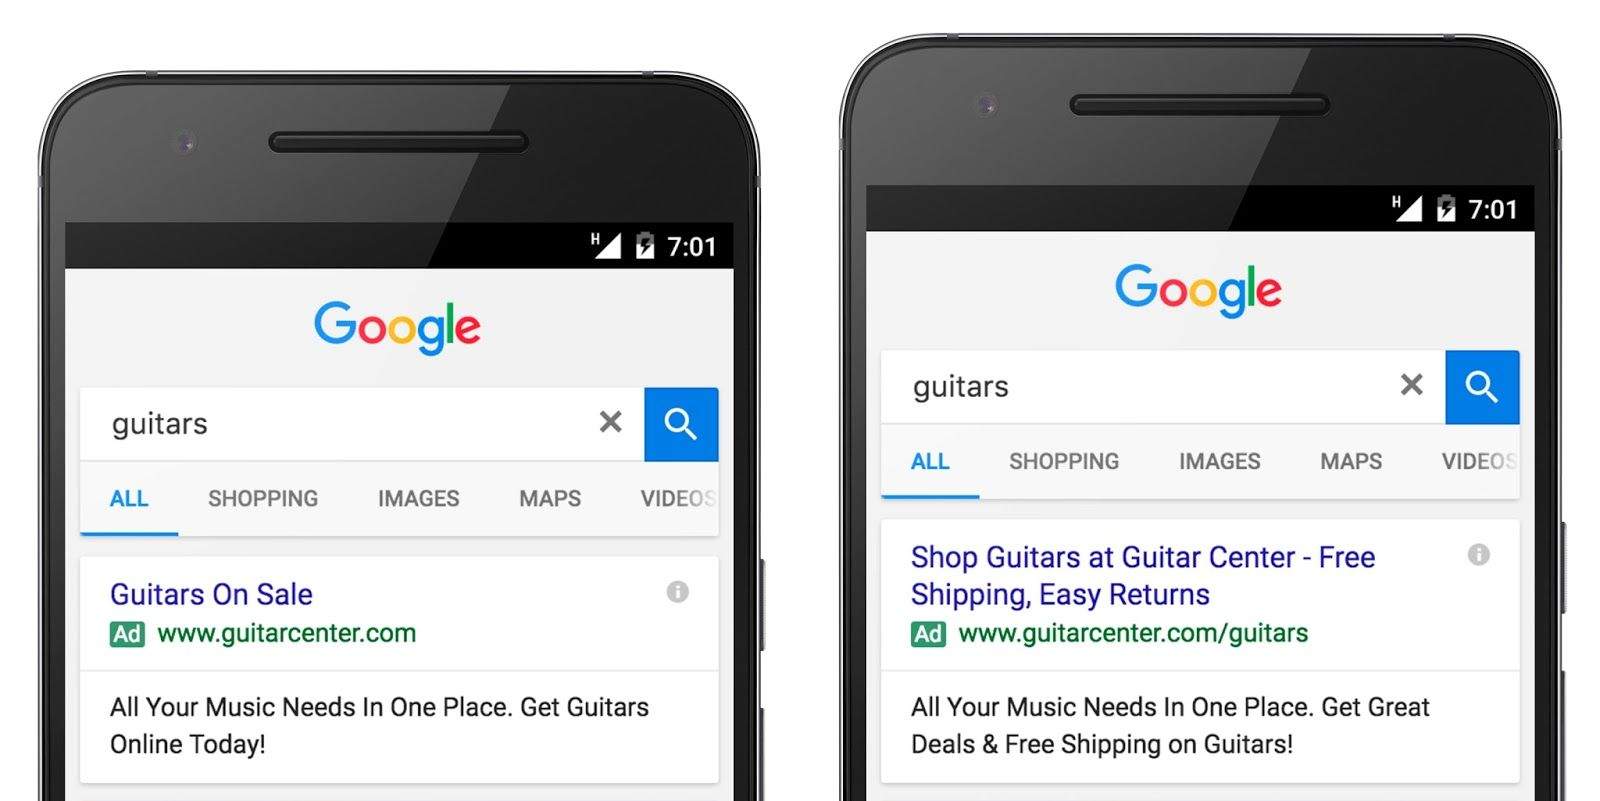 H 7:01
Google
guitars
ALL SHOPPING IMAGES MAPS VIDEOS
Guitars On Sale
Ad www.guitarcenter.com
All Your Music Needs In One Place. Get Guitars
Online Today!
H 7:01
Google
guitars
ALL SHOPPING IMAGES MAPS VIDEOS
Shop Guitars at Guitar Center - Free
Shipping, Easy Returns
Ad www.guitarcenter.com/guitars
All Your Music Needs In One Place. Get Great
Deals & Free Shipping on Guitars!